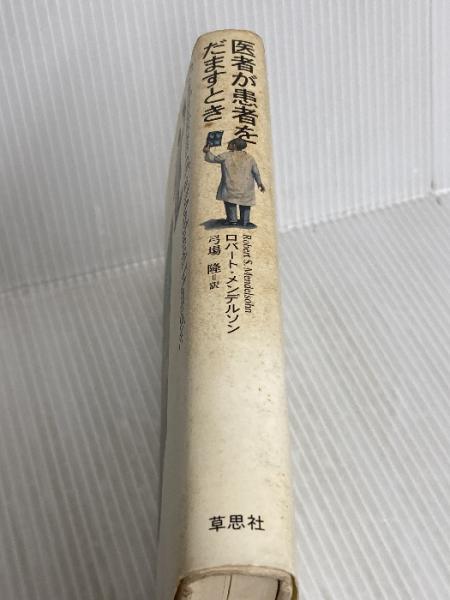 医者が患者を
だますとき
Robert S. Mendelsohn
ロバート・メンデルソン
弓場 隆=訳
草思社